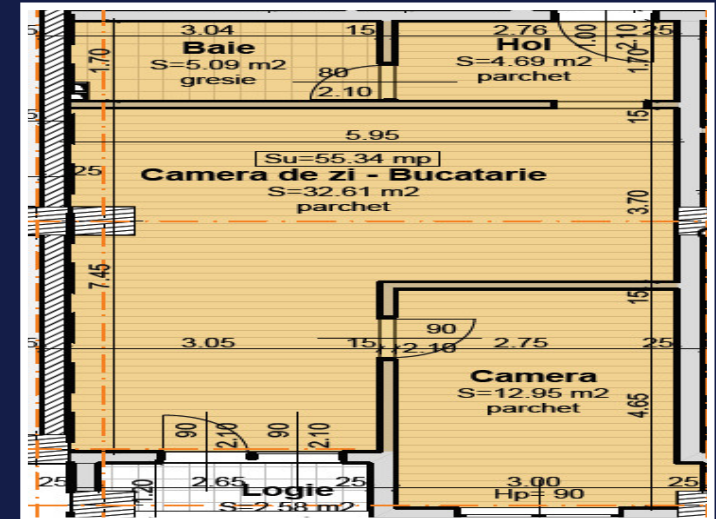 25 3.04 15 2.76 25
Baie
S=5.09 m2
gresie
1.70
80
2.10
Hol
S=4.69 m2
parchet
1.00
2.10
1.70
15
5.95
Su=55.34 mp
25
Camera de zi - Bucatarie
S=32.61 m2
parchet
3.70
7.45
15
90
2.10
3.05 15 2.75 25
Camera
S=12.95 m2
parchet
4.65
90
2.10
90
2.10
25 2.65 25 3.00 25
1.20
Logie
S=2.58 m2
Hp= 90